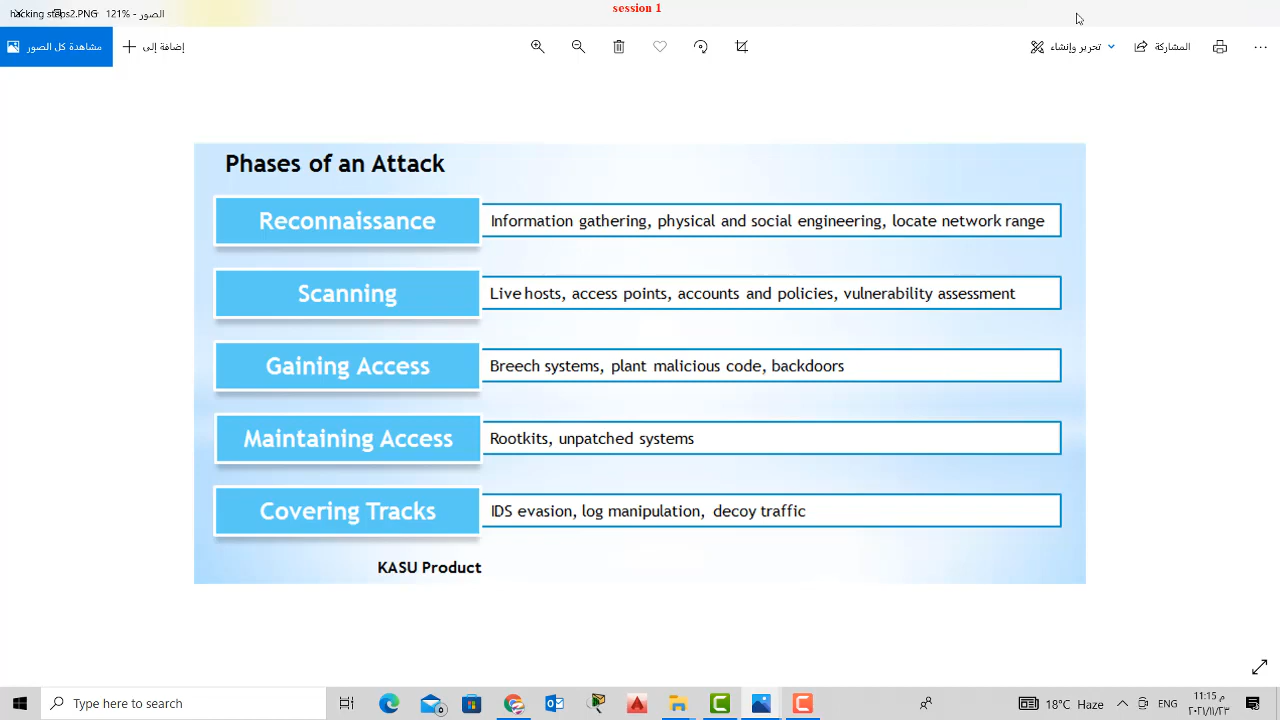 session 1
hacking steps2.PNG - 121% - الصور
مشاهدة كل الصور
إضافة إلى
تحرير وإنشاء
المشاركة
Phases of an Attack
Reconnaissance
Information gathering, physical and social engineering, locate network range
Scanning
Live hosts, access points, accounts and policies, vulnerability assessment
Gaining Access
Breech systems, plant malicious code, backdoors
Maintaining Access
Rootkits, unpatched systems
Covering Tracks
IDS evasion, log manipulation, decoy traffic
KASU Product
Type here to search
18°C Haze
ENG
11:15 م